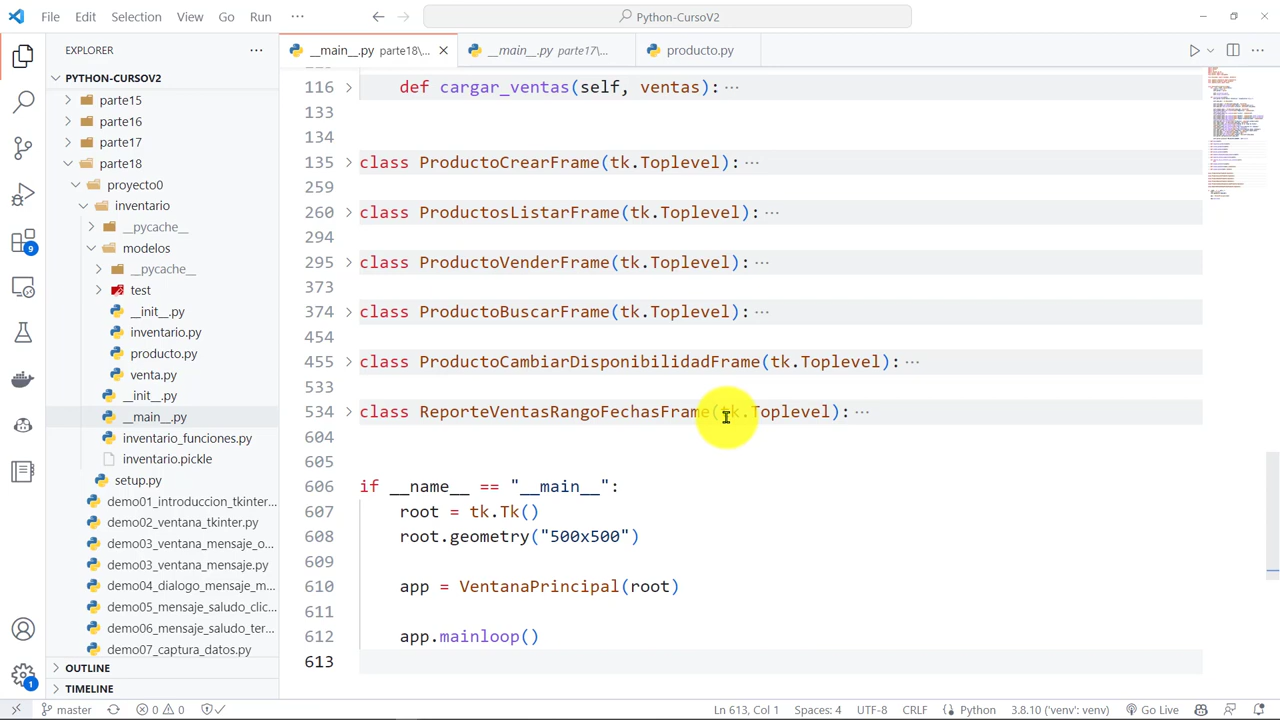 File Edit Selection View Go Run ···
Python-CursoV2
EXPLORER
__main__.py parte18\...
__main__.py parte17\...
producto.
PYTHON-CURSOV2
parte15
parte16
parte17
parte18
proyecto0
inventario
__pycache__
modelos
__pycache__
test
__init__.py
inventario.py
producto.py
venta.py
__init__.py
__main__.py
inventario_funciones.py
inventario.pickle
setup.py
demo01_introduccion_tkinter...
demo02_ventana_tkinter.py
demo03_ventana_mensaje_o...
demo03_ventana_mensaje.py
demo04_dialogo_mensaje_m...
demo05_mensaje_saludo_clic...
demo06_mensaje_saludo_ter...
demo07_captura_datos.py
OUTLINE
TIMELINE
116 def cargar_ventas(self, ventas): ···
133
134
135 class ProductoCrearFrame(tk.Toplevel): ···
259
260 class ProductosListarFrame(tk.Toplevel): ···
294
295 class ProductoVenderFrame(tk.Toplevel): ···
373
374 class ProductoBuscarFrame(tk.Toplevel): ···
454
455 class ProductoCambiarDisponibilidadFrame(tk.Toplevel): ···
533
534 class ReporteVentasRangoFechasFrame(tk.Toplevel): ···
604
605
606 if __name__ == "__main__":
607 root = tk.Tk()
608 root.geometry("500x500")
609
610 app = VentanaPrincipal(root)
611
612 app.mainloop()
613
9
1
master 0 0 Ln 613, Col 1 Spaces: 4 UTF-8 CRLF Python 3.8.10 ('venv': venv) Go Live